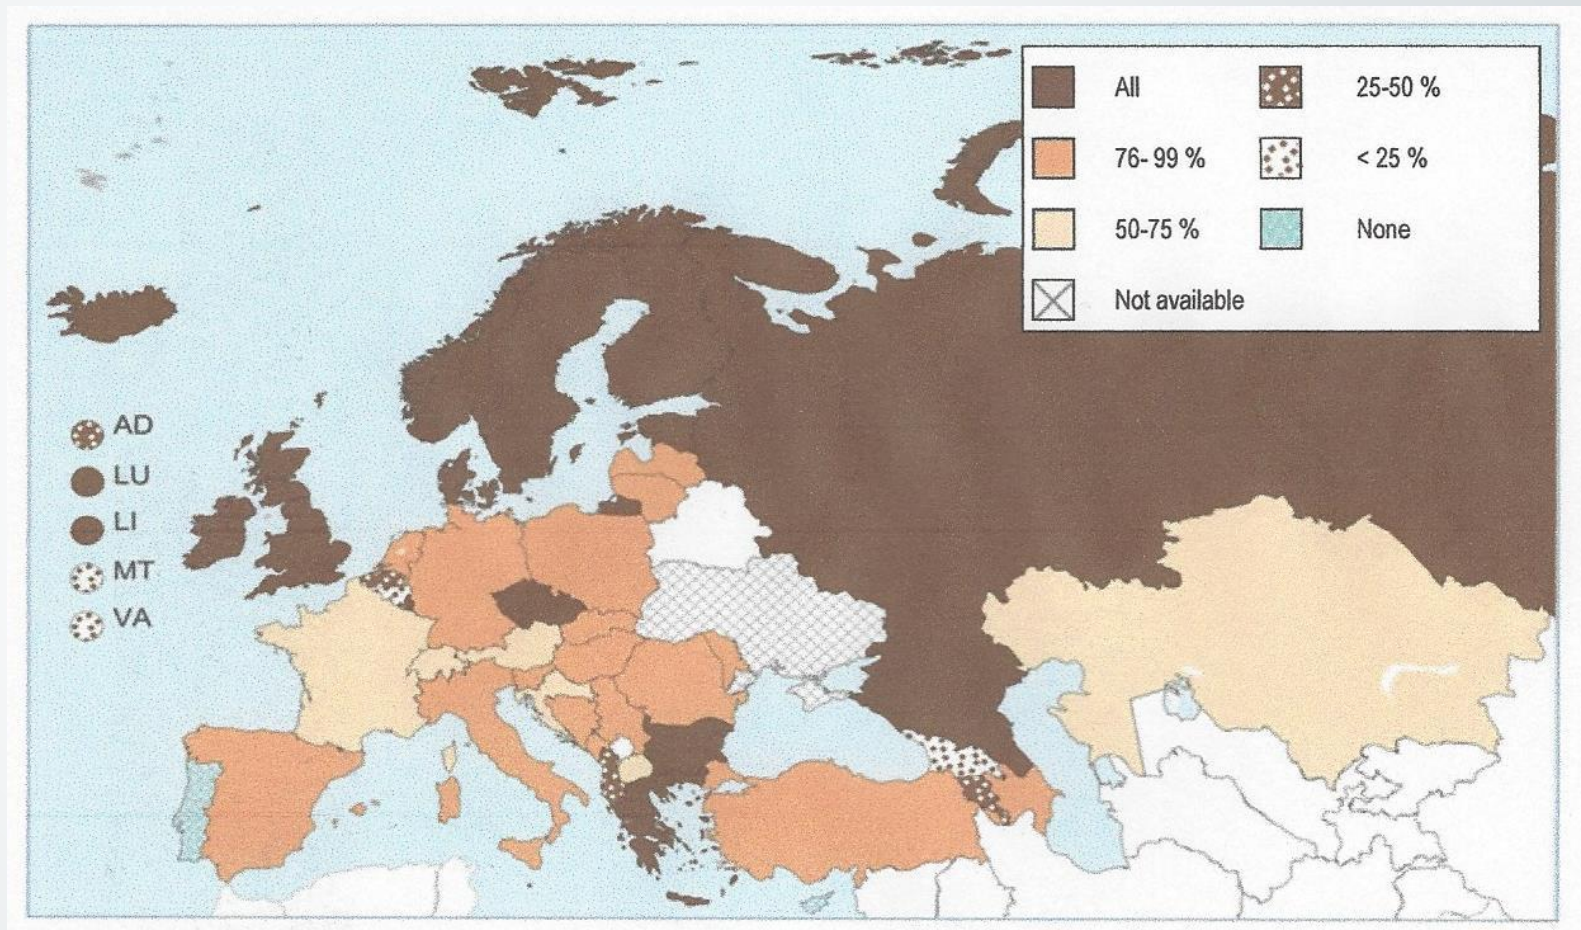 All
25-50 %
76- 99 %
< 25 %
50-75 %
None
Not available
AD
LU
LI
MT
VA